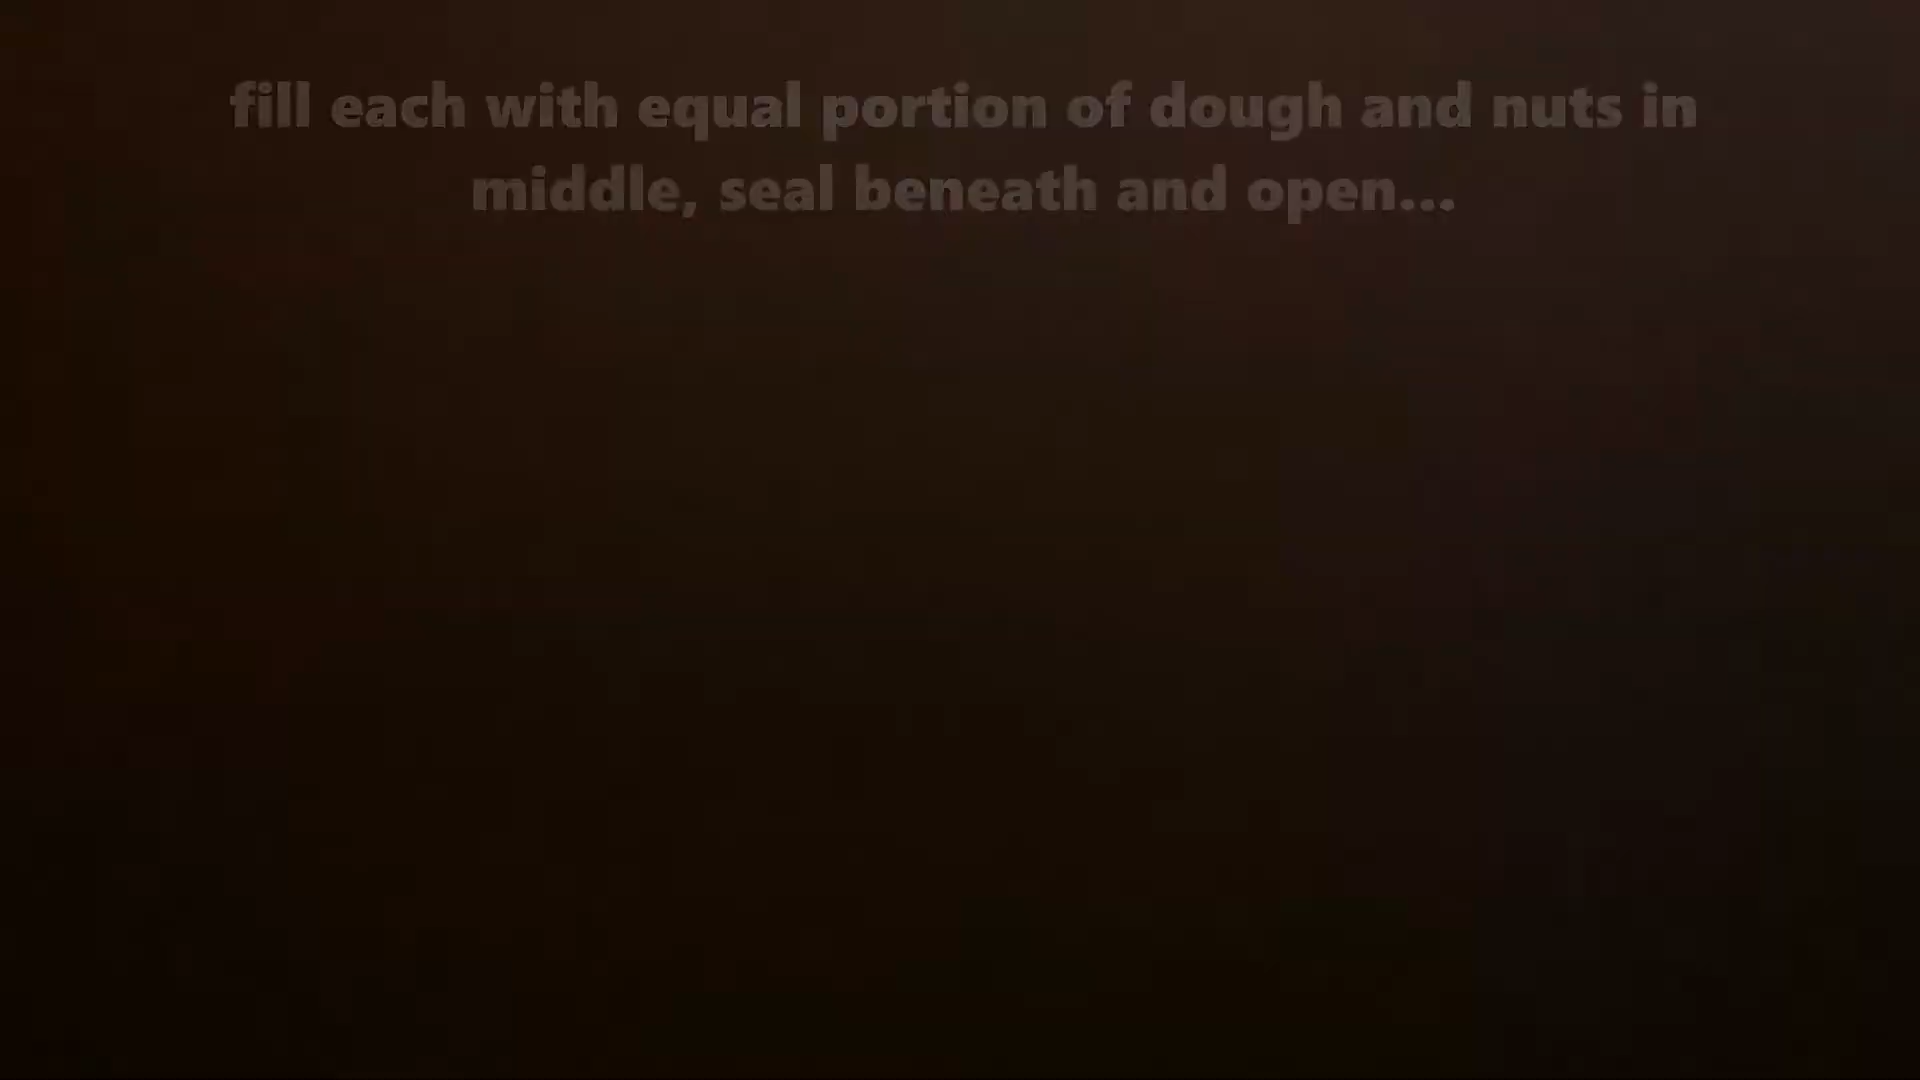 fill each with equal portion of dough and nuts in
middle, seal beneath and open...